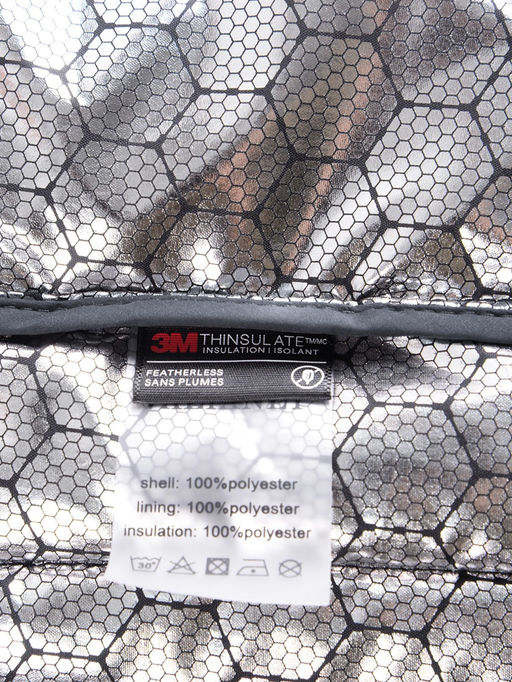 3M THINSULATE TM/MC
INSULATION | ISOLANT
FEATHERLESS
SANS PLUMES
shell: 100%polyester
lining: 100%polyester
insulation: 100%polyester
30°